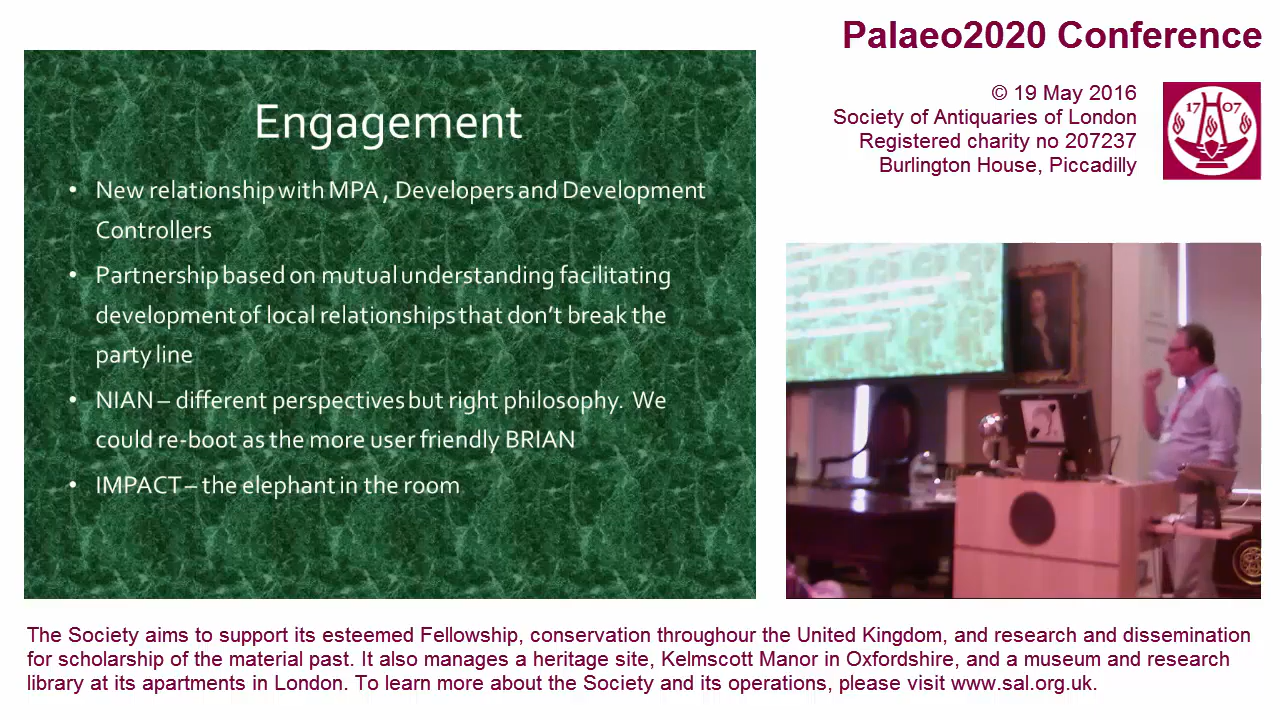 Palaeo2020 Conference
© 19 May 2016
Society of Antiquaries of London
Registered charity no 207237
Burlington House, Piccadilly
17 07
Engagement
• New relationship with MPA , Developers and Development
Controllers
• Partnership based on mutual understanding facilitating
development of local relationships that don't break the
party line
• NIAN – different perspectives but right philosophy. We
could re-boot as the more user friendly BRIAN
• IMPACT – the elephant in the room
The Society aims to support its esteemed Fellowship, conservation throughour the United Kingdom, and research and dissemination
for scholarship of the material past. It also manages a heritage site, Kelmscott Manor in Oxfordshire, and a museum and research
library at its apartments in London. To learn more about the Society and its operations, please visit www.sal.org.uk.